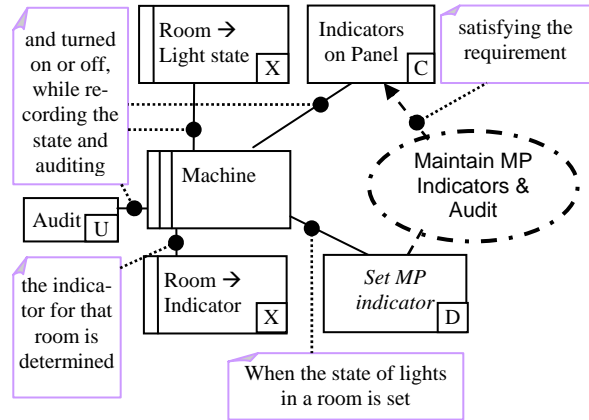 and turned
on or off,
while re-
cording the
state and
auditing
Room →
Light state
X
Indicators
on Panel
C
satisfying the
requirement
Machine
Maintain MP
Indicators &
Audit
Audit
U
the indica-
tor for that
room is
determined
Room →
Indicator
X
Set MP
indicator
D
When the state of lights
in a room is set